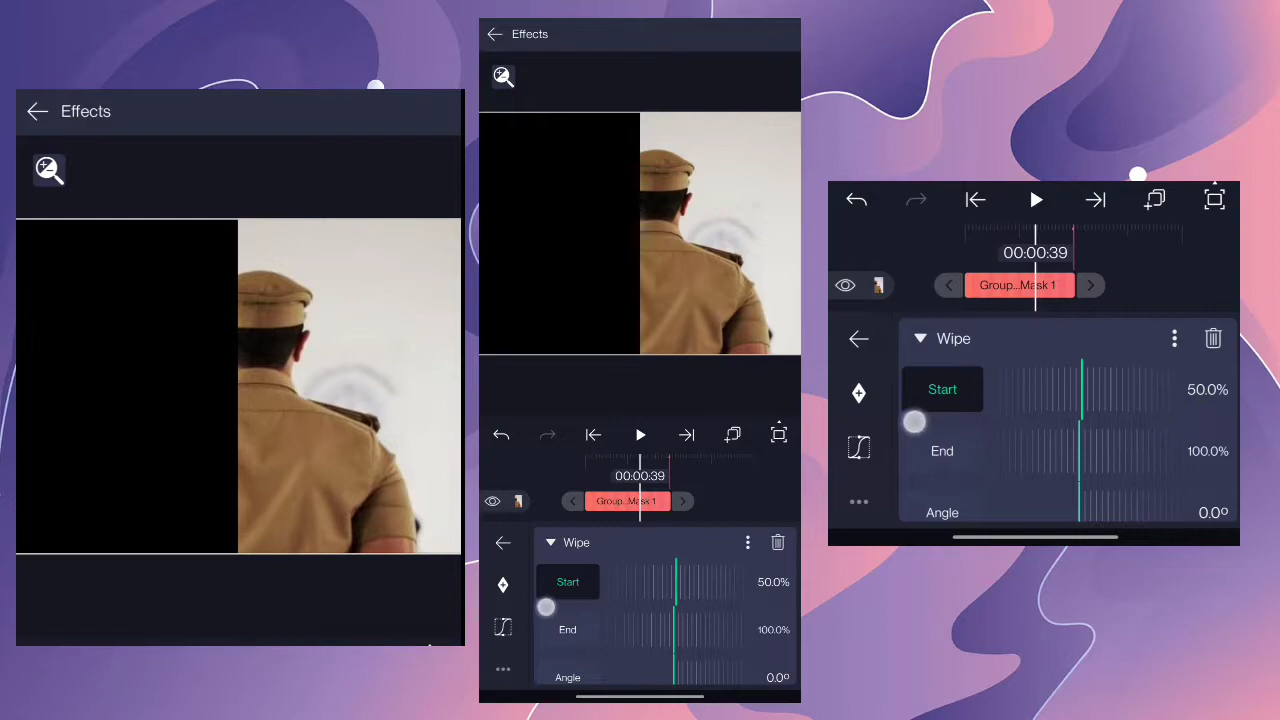 Effects
Effects
00:00:39
Group...Mask 1
Wipe
Start
50.0%
End
100.0%
Angle
0.0º
00:00:39
Group...Mask 1
Wipe
Start
50.0%
End
100.0%
Angle
0.0º